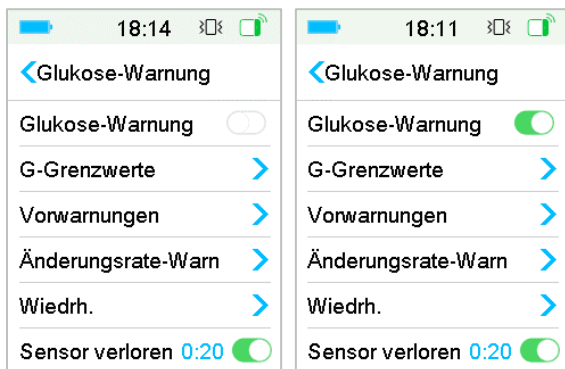 18:14
Glukose-Warnung
Glukose-Warnung
G-Grenzwerte
Vorwarnungen
Änderungsrate-Warn
Wiedrh.
Sensor verloren 0:20
18:11
Glukose-Warnung
Glukose-Warnung
G-Grenzwerte
Vorwarnungen
Änderungsrate-Warn
Wiedrh.
Sensor verloren 0:20